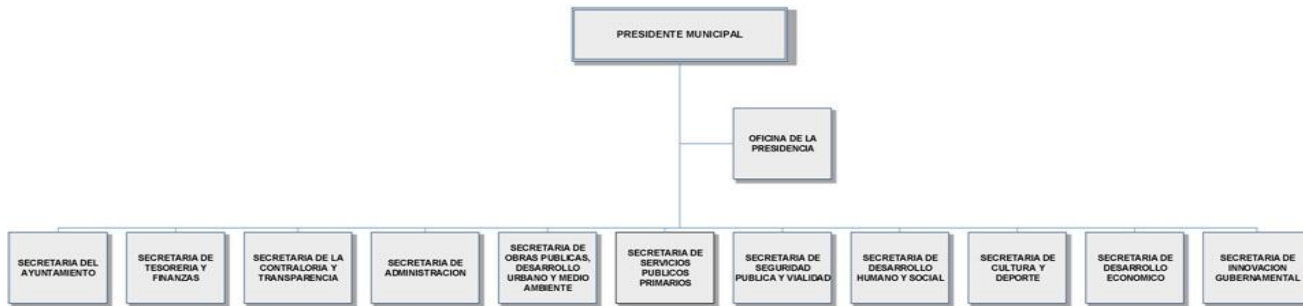 PRESIDENTE MUNICIPAL
OFICINA DE LA
PRESIDENCIA
SECRETARIA DEL
AYUNTAMIENTO
SECRETARIA DE
TESORERIA Y
FINANZAS
SECRETARIA DE LA
CONTRALORIA Y
TRANSPARENCIA
SECRETARIA DE
ADMINISTRACION
SECRETARIA DE
OBRAS PUBLICAS,
DESARROLLO
URBANO Y MEDIO
AMBIENTE
SECRETARIA DE
SERVICIOS
PUBLICOS
PRIMARIOS
SECRETARIA DE
SEGURIDAD
PUBLICA Y VIALIDAD
SECRETARIA DE
DESARROLLO
HUMANO Y SOCIAL
SECRETARIA DE
CULTURA Y
DEPORTE
SECRETARIA DE
DESARROLLO
ECONOMICO
SECRETARIA DE
INNOVACION
GUBERNAMENTAL